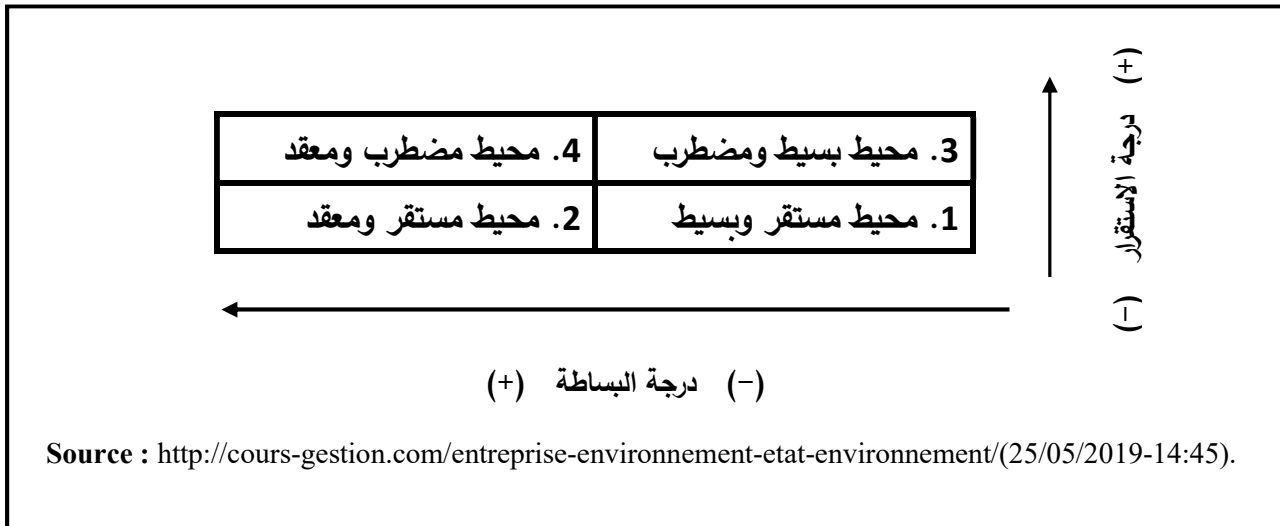 (−) درجة الاستقرار (+)
3. محيط بسيط ومضطرب
4. محيط مضطرب ومعقد
1. محيط مستقر وبسيط
2. محيط مستقر ومعقد
(−) درجة البساطة (+)
Source : http://cours-gestion.com/entreprise-environnement-etat-environnement/(25/05/2019-14:45).